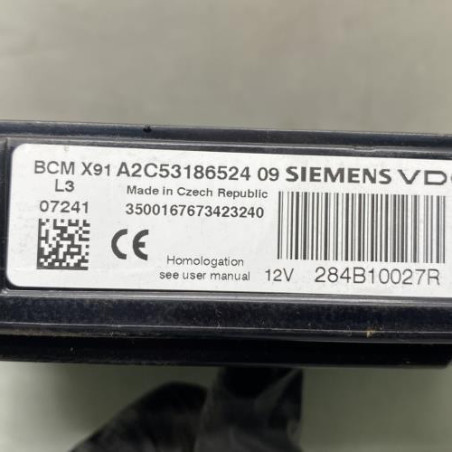 BCM X91 A2C53186524 09 SIEMENS VDO
L3 Made in Czech Republic
07241 3500167673423240
CE
Homologation
see user manual 12V 284B10027R